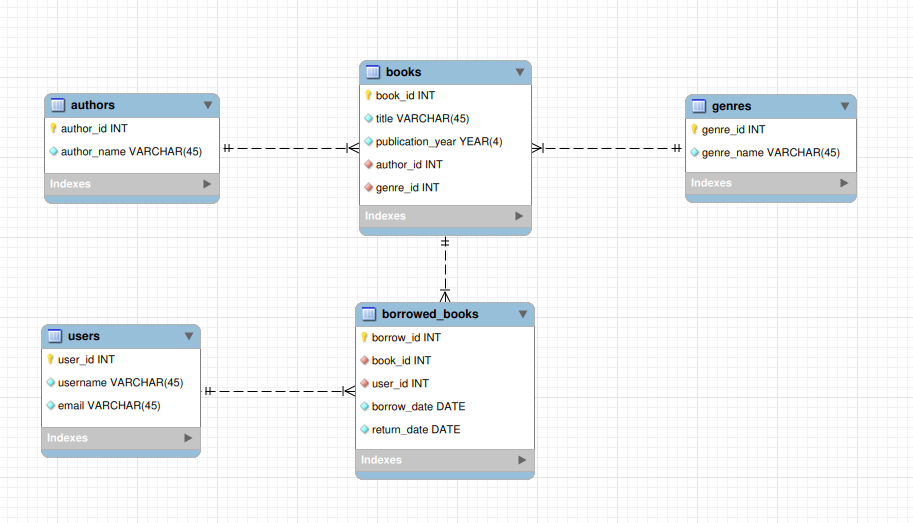 authors
author_id INT
author_name VARCHAR(45)
Indexes
books
book_id INT
title VARCHAR(45)
publication_year YEAR(4)
author_id INT
genre_id INT
Indexes
genres
genre_id INT
genre_name VARCHAR(45)
Indexes
users
user_id INT
username VARCHAR(45)
email VARCHAR(45)
Indexes
borrowed_books
borrow_id INT
book_id INT
user_id INT
borrow_date DATE
return_date DATE
Indexes